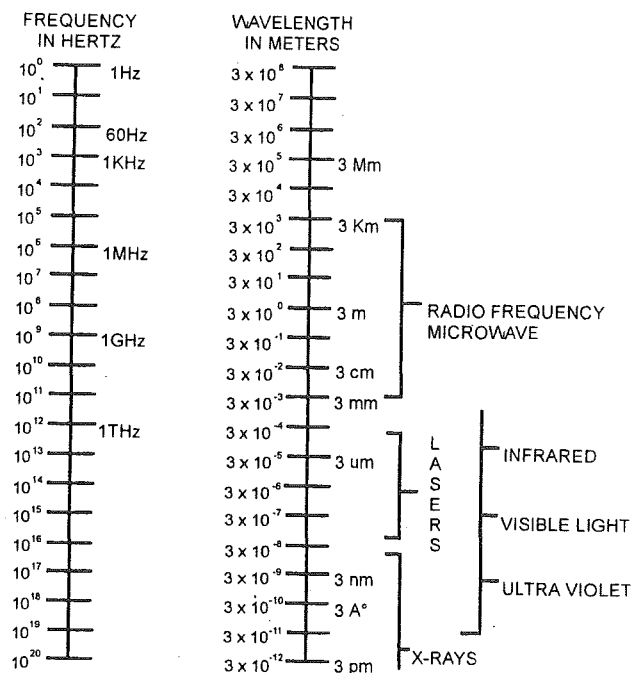 FREQUENCY
IN HERTZ
10⁰ 1Hz
10¹
10² 60Hz
10³ 1KHz
10⁴
10⁵
10⁶ 1MHz
10⁷
10⁸
10⁹ 1GHz
10¹⁰
10¹¹
10¹² 1THz
10¹³
10¹⁴
10¹⁵
10¹⁶
10¹⁷
10¹⁸
10¹⁹
10²⁰
WAVELENGTH
IN METERS
3 x 10⁸
3 x 10⁷
3 x 10⁶
3 x 10⁵ 3 Mm
3 x 10⁴
3 x 10³ 3 Km
3 x 10²
3 x 10¹
3 x 10⁰ 3 m
3 x 10⁻¹
3 x 10⁻² 3 cm
3 x 10⁻³ 3 mm
3 x 10⁻⁴
3 x 10⁻⁵ 3 um
3 x 10⁻⁶
3 x 10⁻⁷
3 x 10⁻⁸
3 x 10⁻⁹ 3 nm
3 x 10⁻¹⁰ 3 A°
3 x 10⁻¹¹
3 x 10⁻¹² 3 pm
RADIO FREQUENCY
MICROWAVE
LASERS
INFRARED
VISIBLE LIGHT
ULTRA VIOLET
X-RAYS